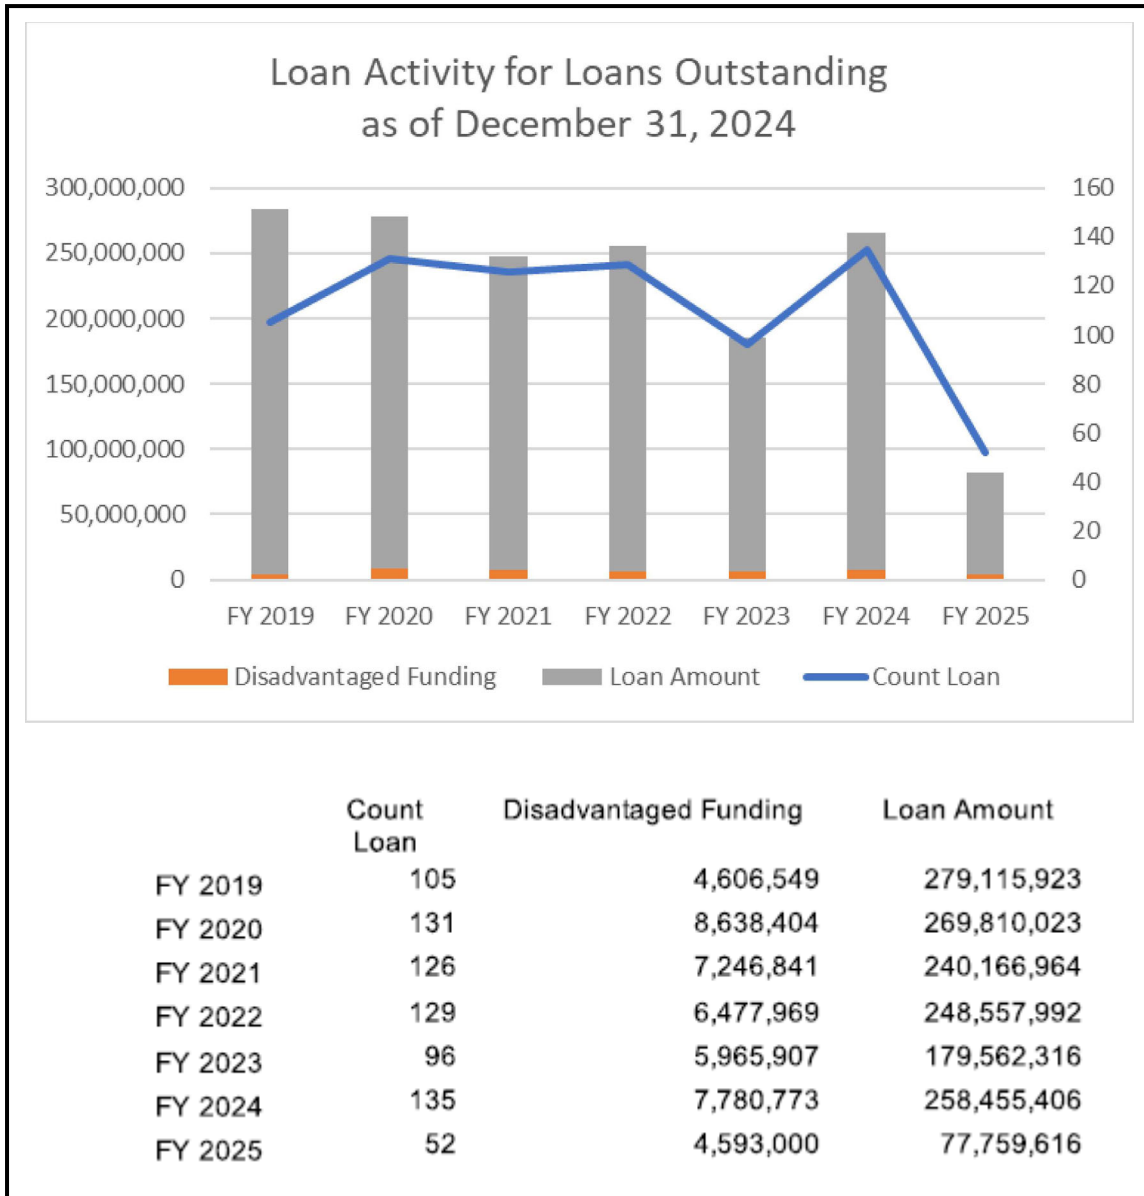 Loan Activity for Loans Outstanding
as of December 31, 2024
300,000,000
250,000,000
200,000,000
150,000,000
100,000,000
50,000,000
0
160
140
120
100
80
60
40
20
0
FY 2019 FY 2020 FY 2021 FY 2022 FY 2023 FY 2024 FY 2025
Disadvantaged Funding Loan Amount Count Loan
Count Disadvantaged Funding Loan Amount
Loan
FY 2019 105 4,606,549 279,115,923
FY 2020 131 8,638,404 269,810,023
FY 2021 126 7,246,841 240,166,964
FY 2022 129 6,477,969 248,557,992
FY 2023 96 5,965,907 179,562,316
FY 2024 135 7,780,773 258,455,406
FY 2025 52 4,593,000 77,759,616